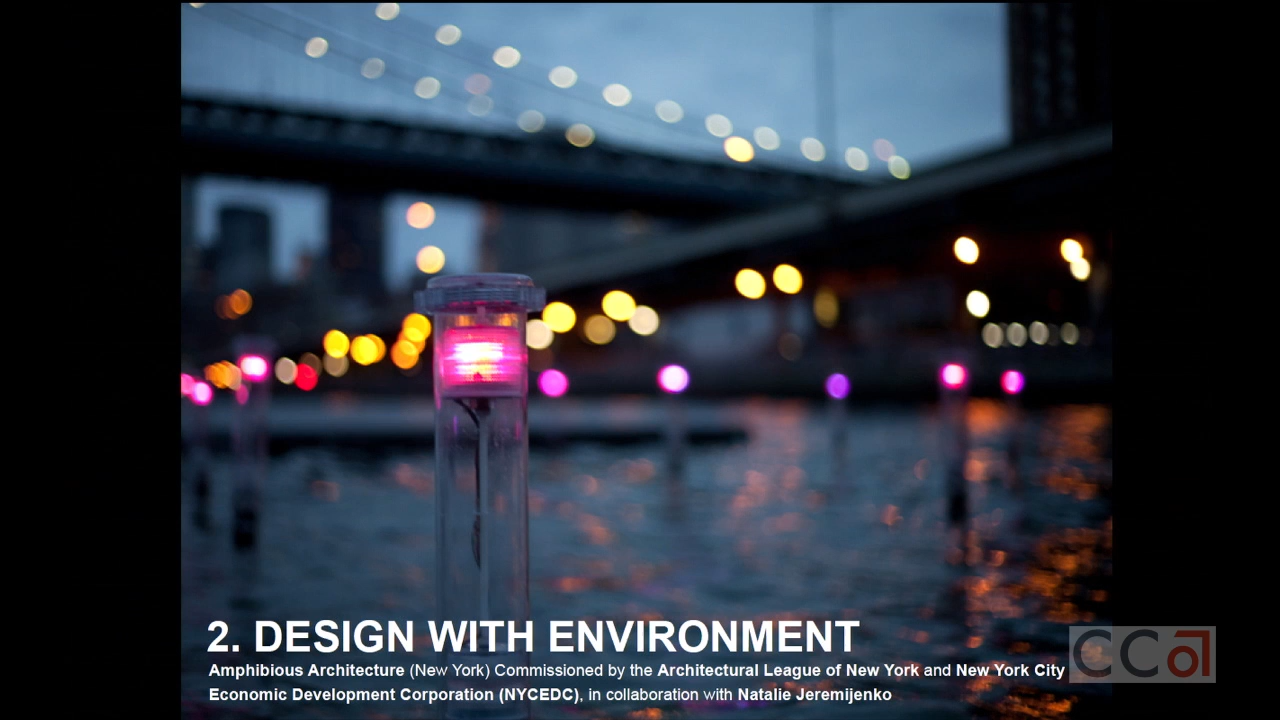 2. DESIGN WITH ENVIRONMENT
Amphibious Architecture (New York) Commissioned by the Architectural League of New York and New York City
Economic Development Corporation (NYCEDC), in collaboration with Natalie Jeremijenko
CCa